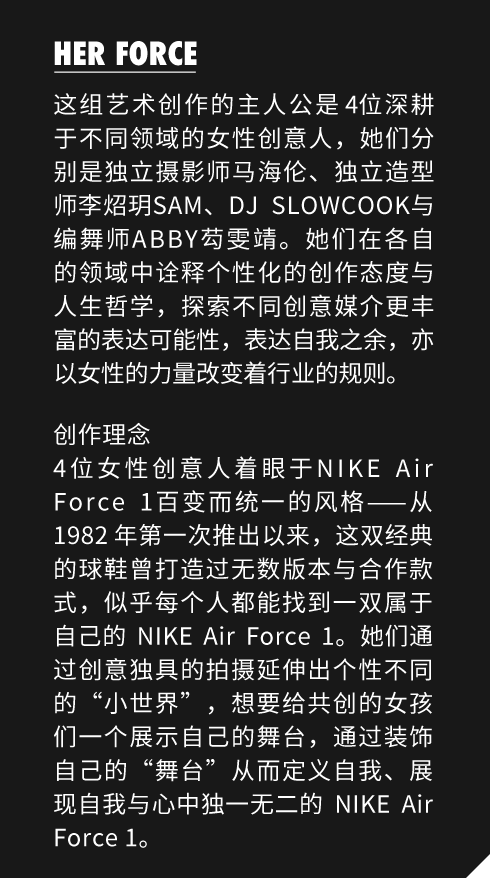 HER FORCE
这组艺术创作的主人公是 4位深耕
于不同领域的女性创意人，她们分
别是独立摄影师马海伦、独立造型
师李炤玥SAM、DJ SLOWCOOK与
编舞师ABBY芶雯靖。她们在各自
的领域中诠释个性化的创作态度与
人生哲学，探索不同创意媒介更丰
富的表达可能性，表达自我之余，亦
以女性的力量改变着行业的规则。
创作理念
4位女性创意人着眼于NIKE Air
Force 1百变而统一的风格——从
1982 年第一次推出以来，这双经典
的球鞋曾打造过无数版本与合作款
式，似乎每个人都能找到一双属于
自己的 NIKE Air Force 1。她们通
过创意独具的拍摄延伸出个性不同
的“小世界”，想要给共创的女孩
们一个展示自己的舞台，通过装饰
自己的“舞台”从而定义自我、展
现自我与心中独一无二的 NIKE Air
Force 1。